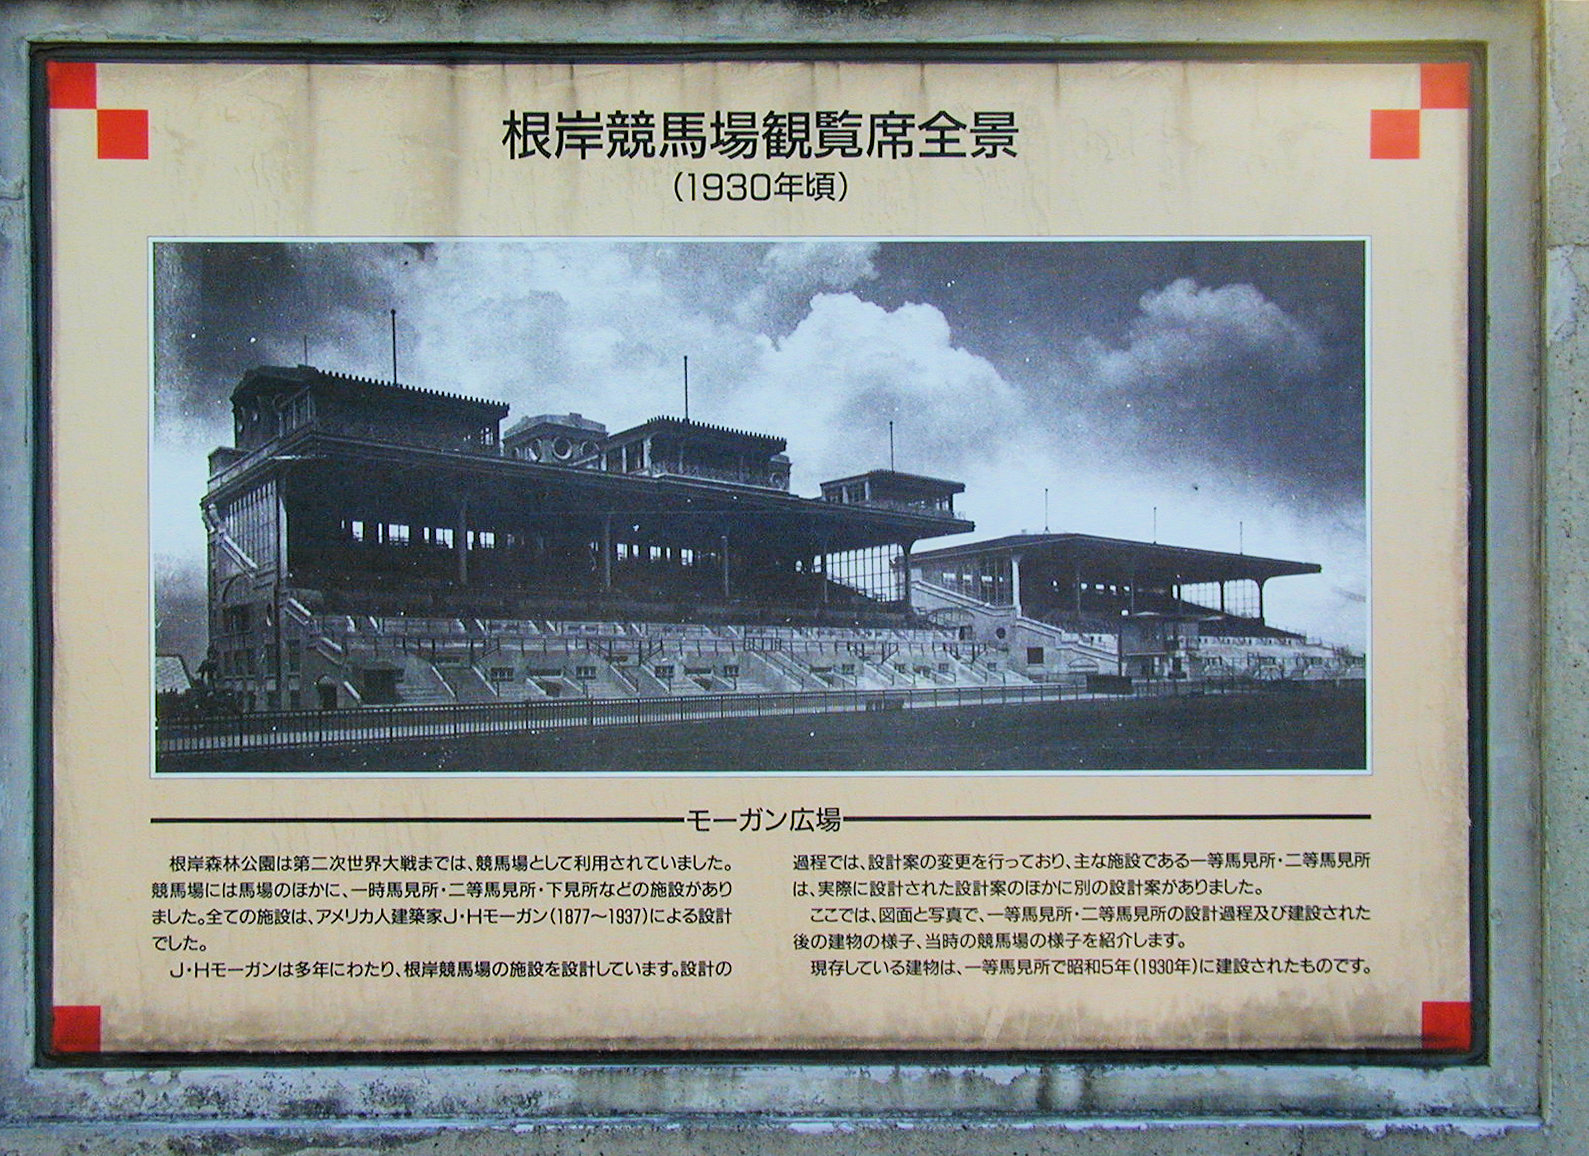 根岸競馬場観覧席全景
(1930年頃)
モーガン広場
根岸森林公園は第二次世界大戦までは、競馬場として利用されていました。
競馬場には馬場のほかに、一時馬見所・二等馬見所・下見所などの施設があり
ました。全ての施設は、アメリカ人建築家J・Hモーガン(1877〜1937)による設計
でした。
J・Hモーガンは多年にわたり、根岸競馬場の施設を設計しています。設計の
過程では、設計案の変更を行っており、主な施設である一等馬見所・二等馬見所
は、実際に設計された設計案のほかに別の設計案がありました。
ここでは、図面と写真で、一等馬見所・二等馬見所の設計過程及び建設された
後の建物の様子、当時の競馬場の様子を紹介します。
現存している建物は、一等馬見所で昭和5年(1930年)に建設されたものです。